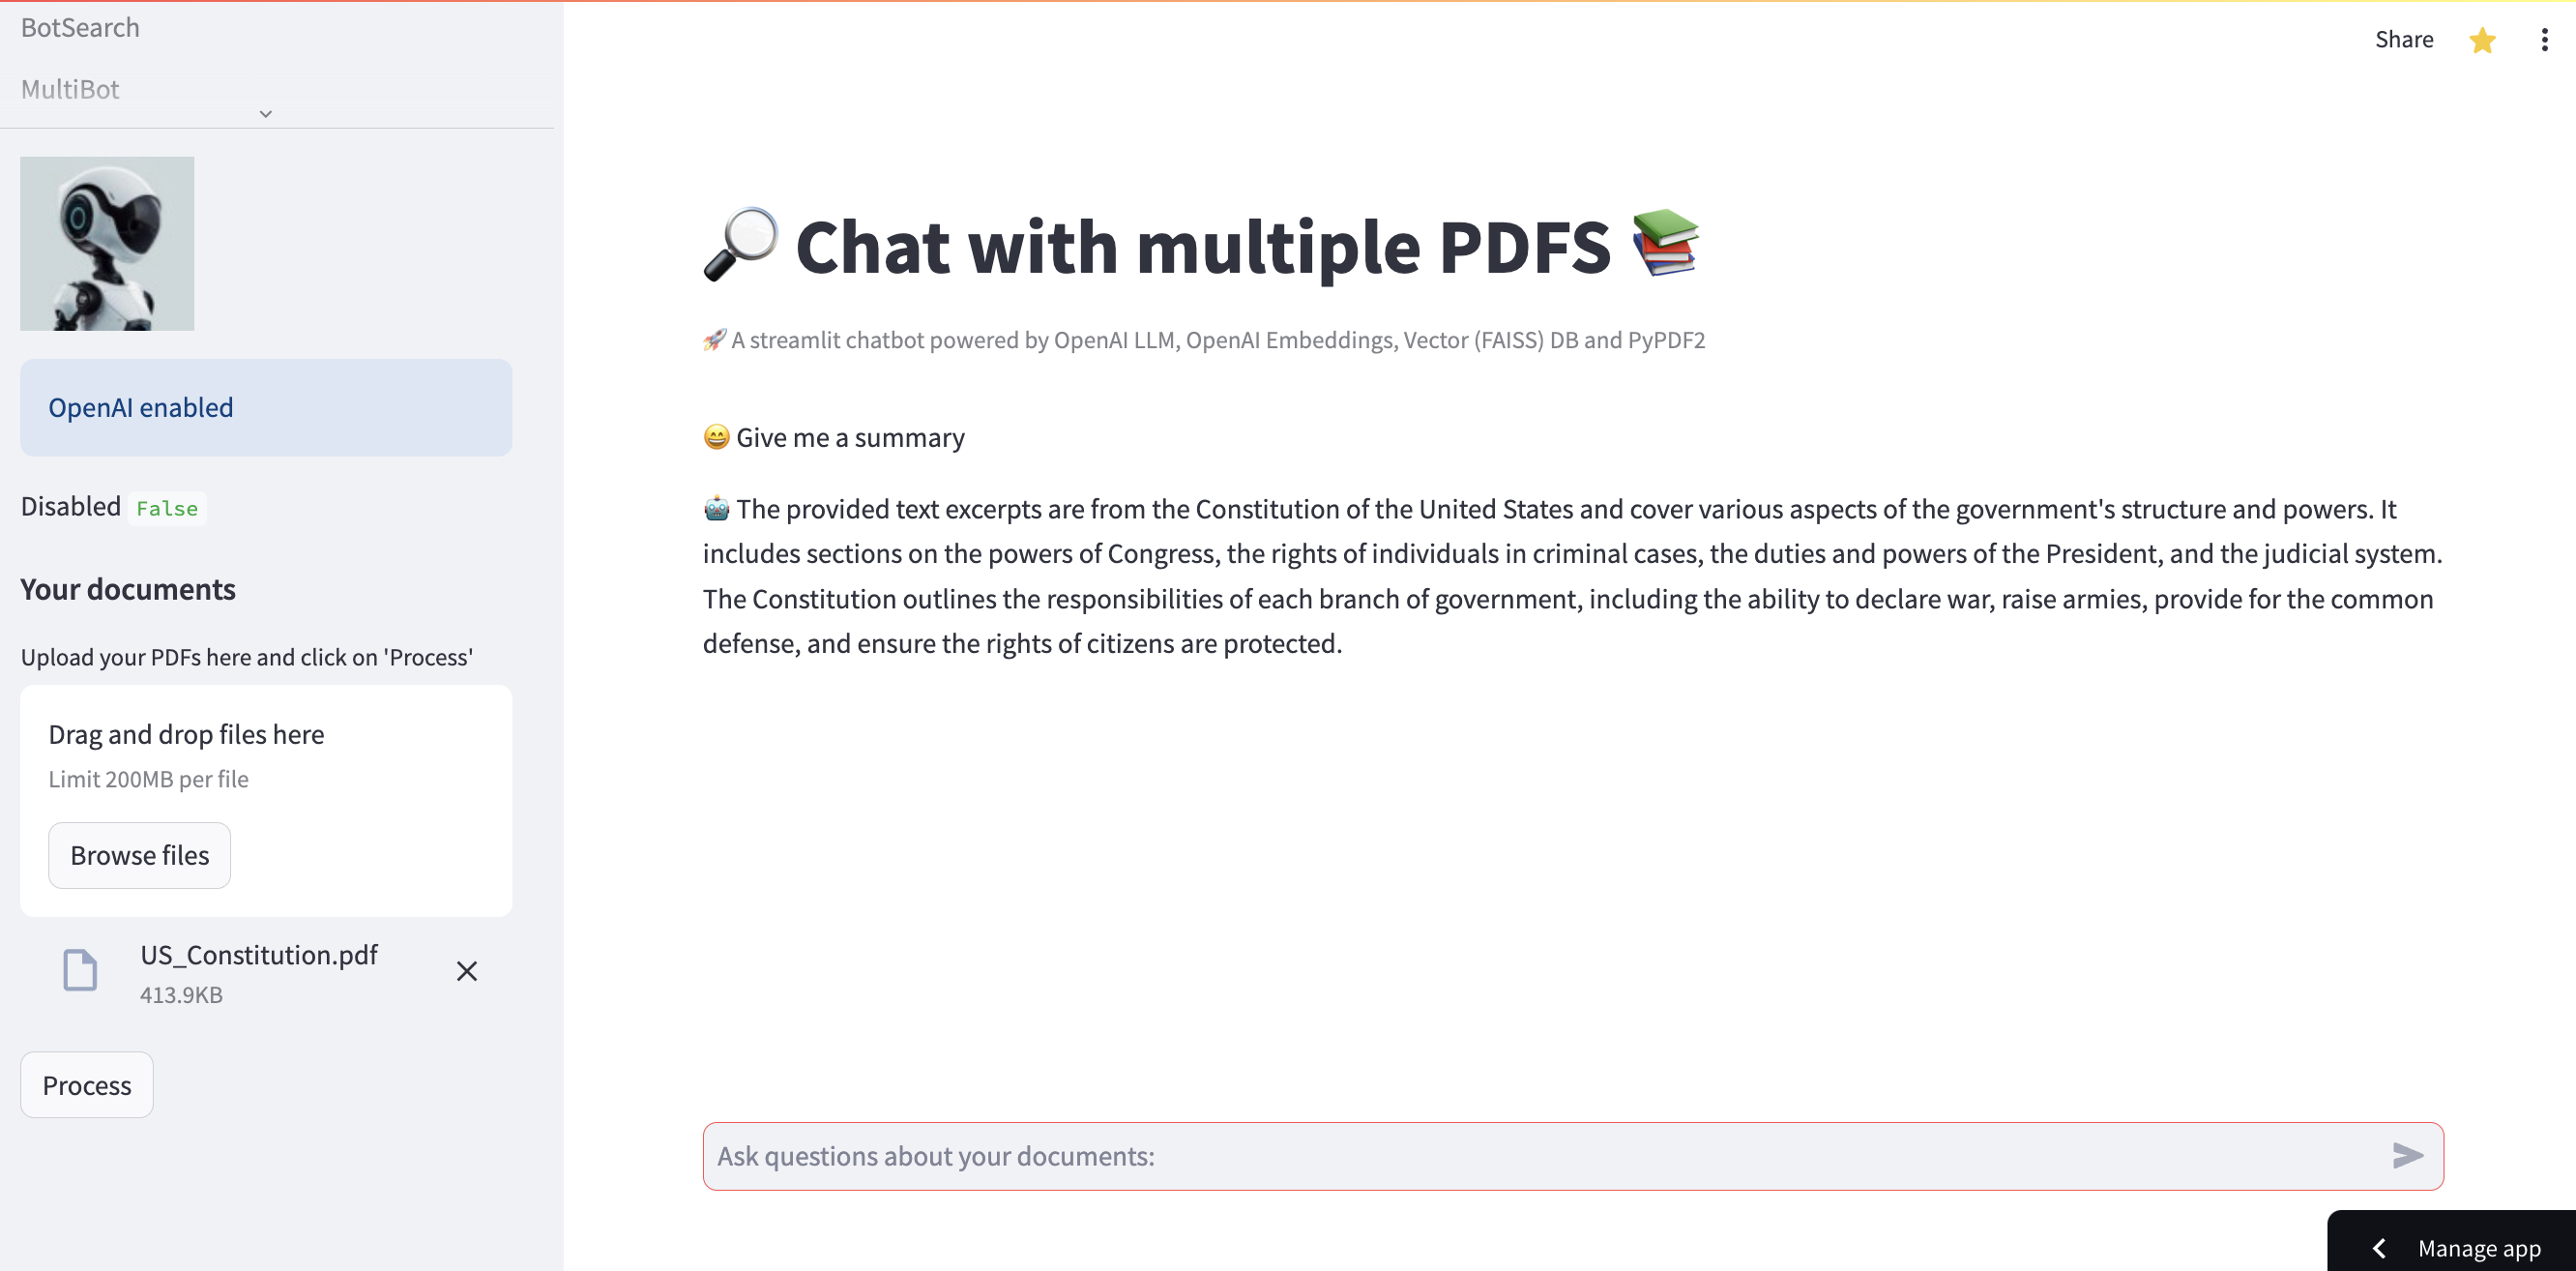 BotSearch
MultiBot
OpenAI enabled
Disabled False
Your documents
Upload your PDFs here and click on 'Process'
Drag and drop files here
Limit 200MB per file
Browse files
US_Constitution.pdf
413.9KB
Process
Share
🔎 Chat with multiple PDFS 📚
🚀 A streamlit chatbot powered by OpenAI LLM, OpenAI Embeddings, Vector (FAISS) DB and PyPDF2
😄 Give me a summary
🤖 The provided text excerpts are from the Constitution of the United States and cover various aspects of the government's structure and powers. It
includes sections on the powers of Congress, the rights of individuals in criminal cases, the duties and powers of the President, and the judicial system.
The Constitution outlines the responsibilities of each branch of government, including the ability to declare war, raise armies, provide for the common
defense, and ensure the rights of citizens are protected.
Ask questions about your documents:
Manage app